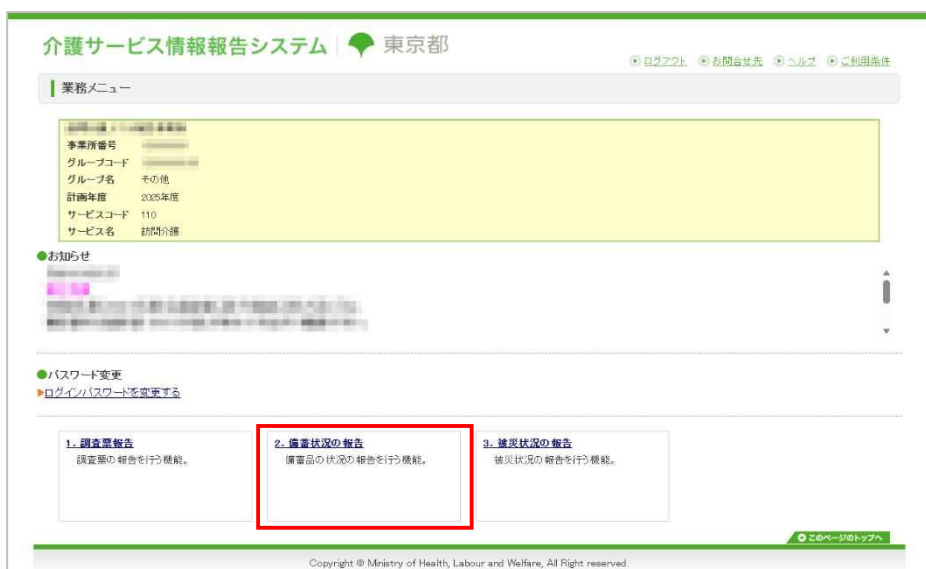 介護サービス情報報告システム 東京都
ログアウト お問合せ先 ヘルプ ご利用条件
業務メニュー
事業所番号
グループコード
グループ名 その他
計画年度 2025年度
サービスコード 110
サービス名 訪問介護
●お知らせ
●パスワード変更
▶ログインパスワードを変更する
1. 調査票報告
調査票の報告を行う機能。
2. 備蓄状況の報告
備蓄品の状況の報告を行う機能。
3. 被災状況の報告
被災状況の報告を行う機能。
このページのトップへ
Copyright © Ministry of Health, Labour and Welfare, All Right reserved.